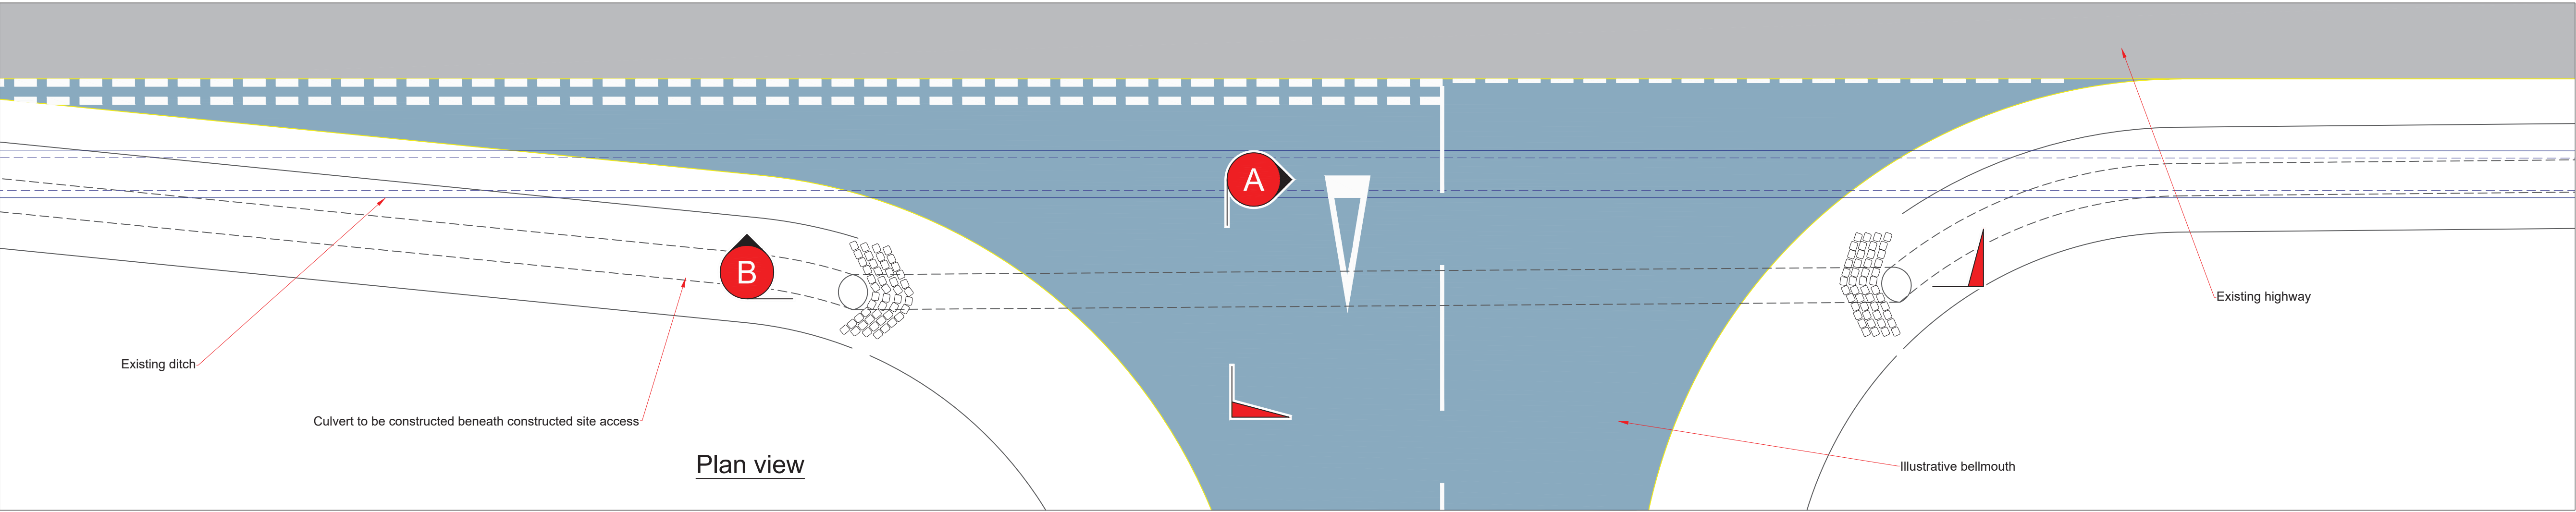 A
B
Existing highway
Existing ditch
Culvert to be constructed beneath constructed site access
Plan view
Illustrative bellmouth